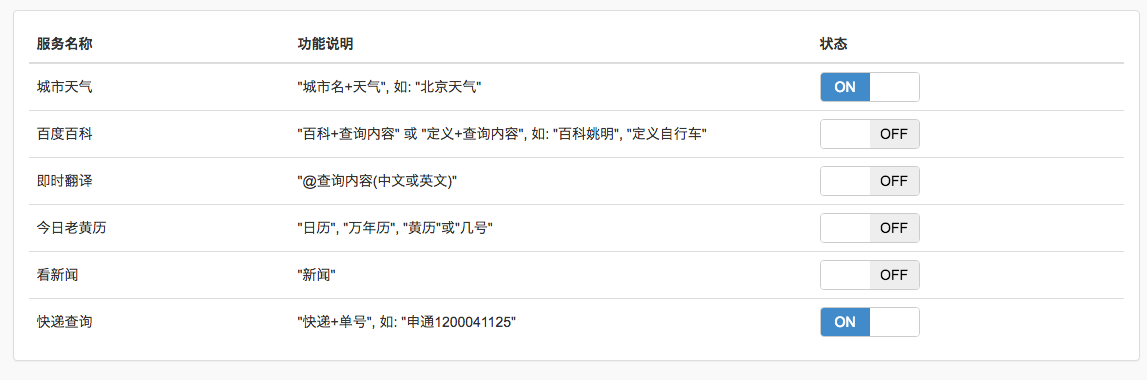 服务名称 功能说明 状态
城市天气 "城市名+天气", 如: "北京天气" ON
百度百科 "百科+查询内容" 或 "定义+查询内容", 如: "百科姚明", "定义自行车" OFF
即时翻译 "@查询内容(中文或英文)" OFF
今日老黄历 "日历", "万年历", "黄历"或"几号" OFF
看新闻 "新闻" OFF
快递查询 "快递+单号", 如: "申通1200041125" ON